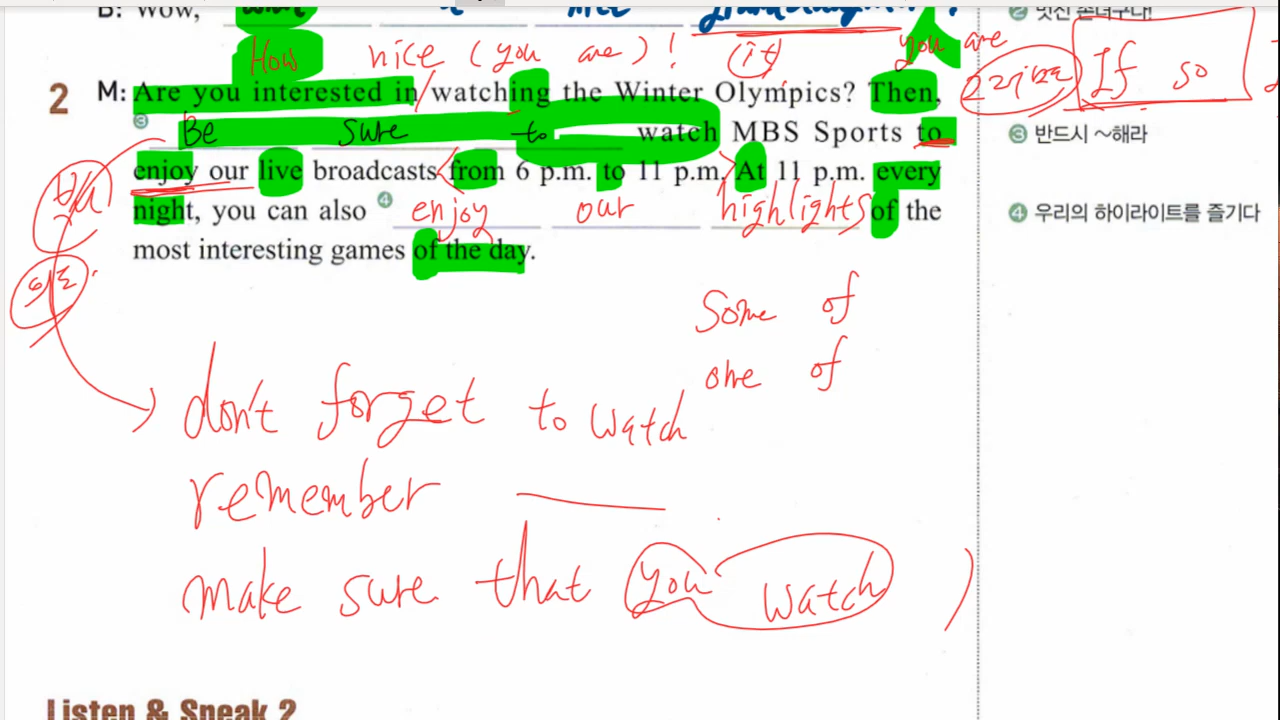 B: Wow,
② 멋진 손녀구나!
How nice (you are)! (it) you are
If so
2 M: Are you interested in / watching the Winter Olympics? Then,
③ Be sure to watch MBS Sports to
③ 반드시 ~해라
enjoy our live broadcasts from 6 p.m. to 11 p.m. At 11 p.m. every
night, you can also ④ enjoy our highlights of the
④ 우리의 하이라이트를 즐기다
most interesting games of the day.
some of
one of
don't forget to watch
remember
make sure that you watch
Listen & Speak 2